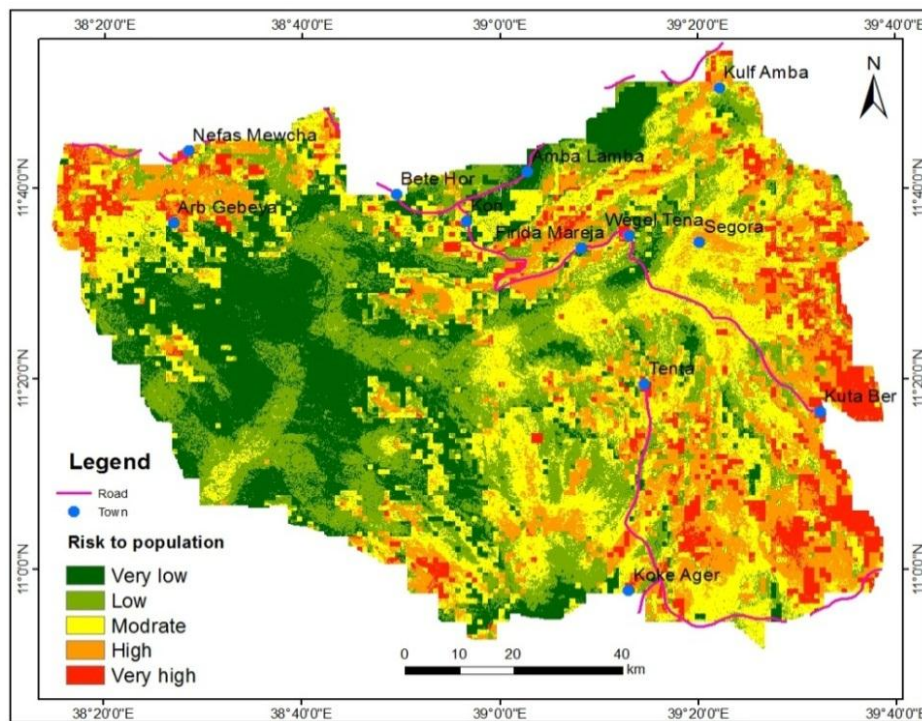 38°20'0"E 38°40'0"E 39°0'0"E 39°20'0"E 39°40'0"E
N
Kulf Amba
Nefas Mewcha
Amba Lamba
Bete Hor
11°40'0"N 11°40'0"N
Arb Gebeya
Kon
Wegel Tena
Segora
Firida Mareja
11°20'0"N 11°20'0"N
Tenta
Kuta Ber
Legend
Road
Town
Risk to population
Very low
Low
Modrate
High
Very high
11°0'0"N 11°0'0"N
Koke Ager
0 10 20 40
km
38°20'0"E 38°40'0"E 39°0'0"E 39°20'0"E 39°40'0"E